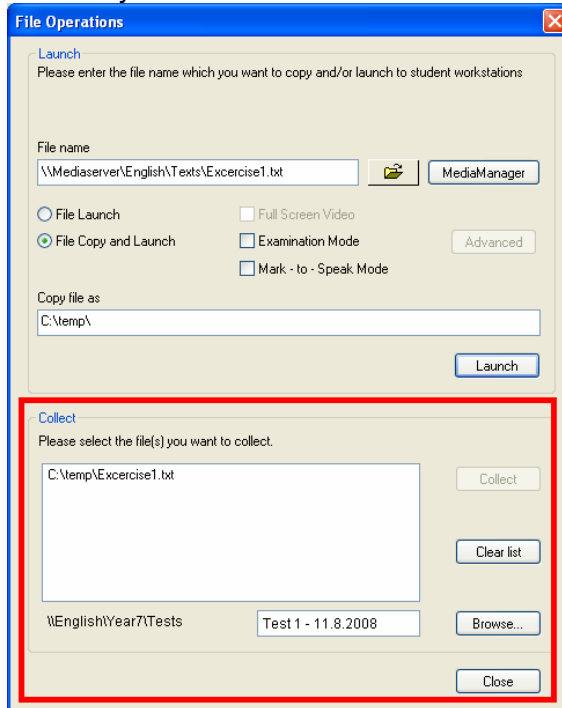 File Operations
Launch
Please enter the file name which you want to copy and/or launch to student workstations
File name
\\Mediaserver\English\Texts\Excercise1.txt
MediaManager
File Launch
Full Screen Video
File Copy and Launch
Examination Mode
Advanced
Mark - to - Speak Mode
Copy file as
C:\temp\
Launch
Collect
Please select the file(s) you want to collect.
C:\temp\Excercise1.txt
Collect
Clear list
\\English\Year7\Tests
Test 1 - 11.8.2008
Browse...
Close